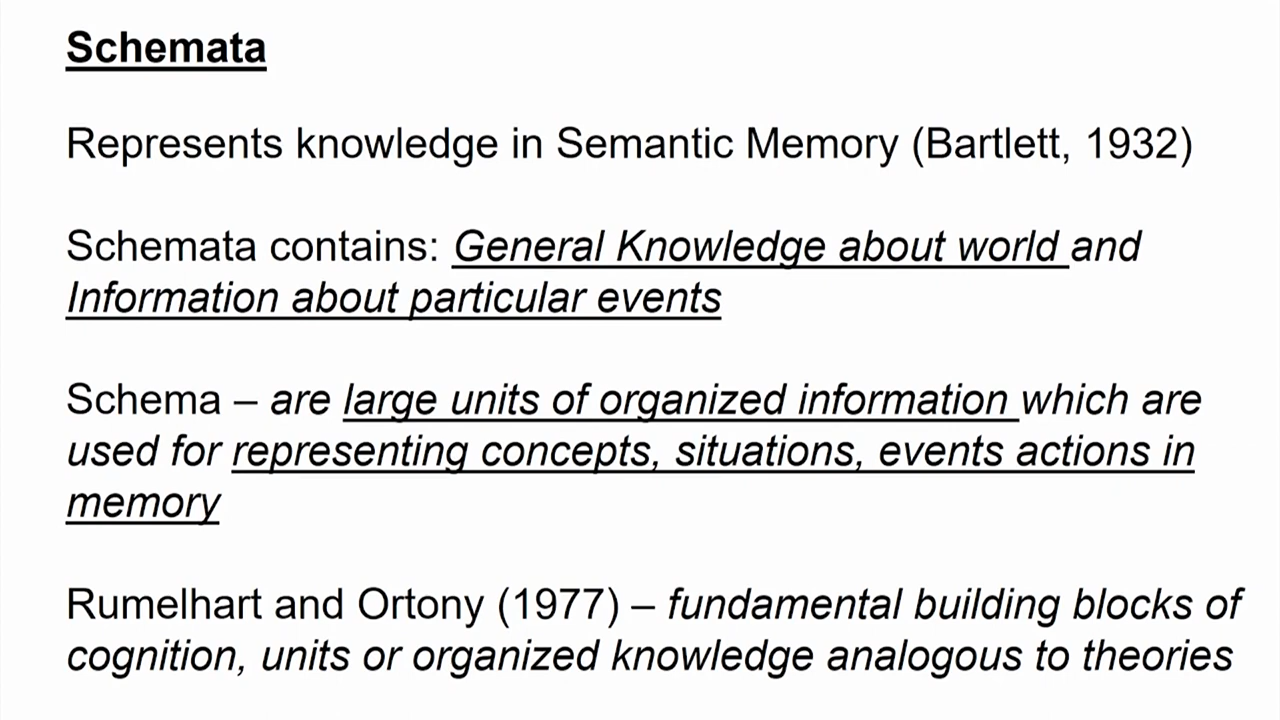 Schemata
Represents knowledge in Semantic Memory (Bartlett, 1932)
Schemata contains: General Knowledge about world and
Information about particular events
Schema – are large units of organized information which are
used for representing concepts, situations, events actions in
memory
Rumelhart and Ortony (1977) – fundamental building blocks of
cognition, units or organized knowledge analogous to theories